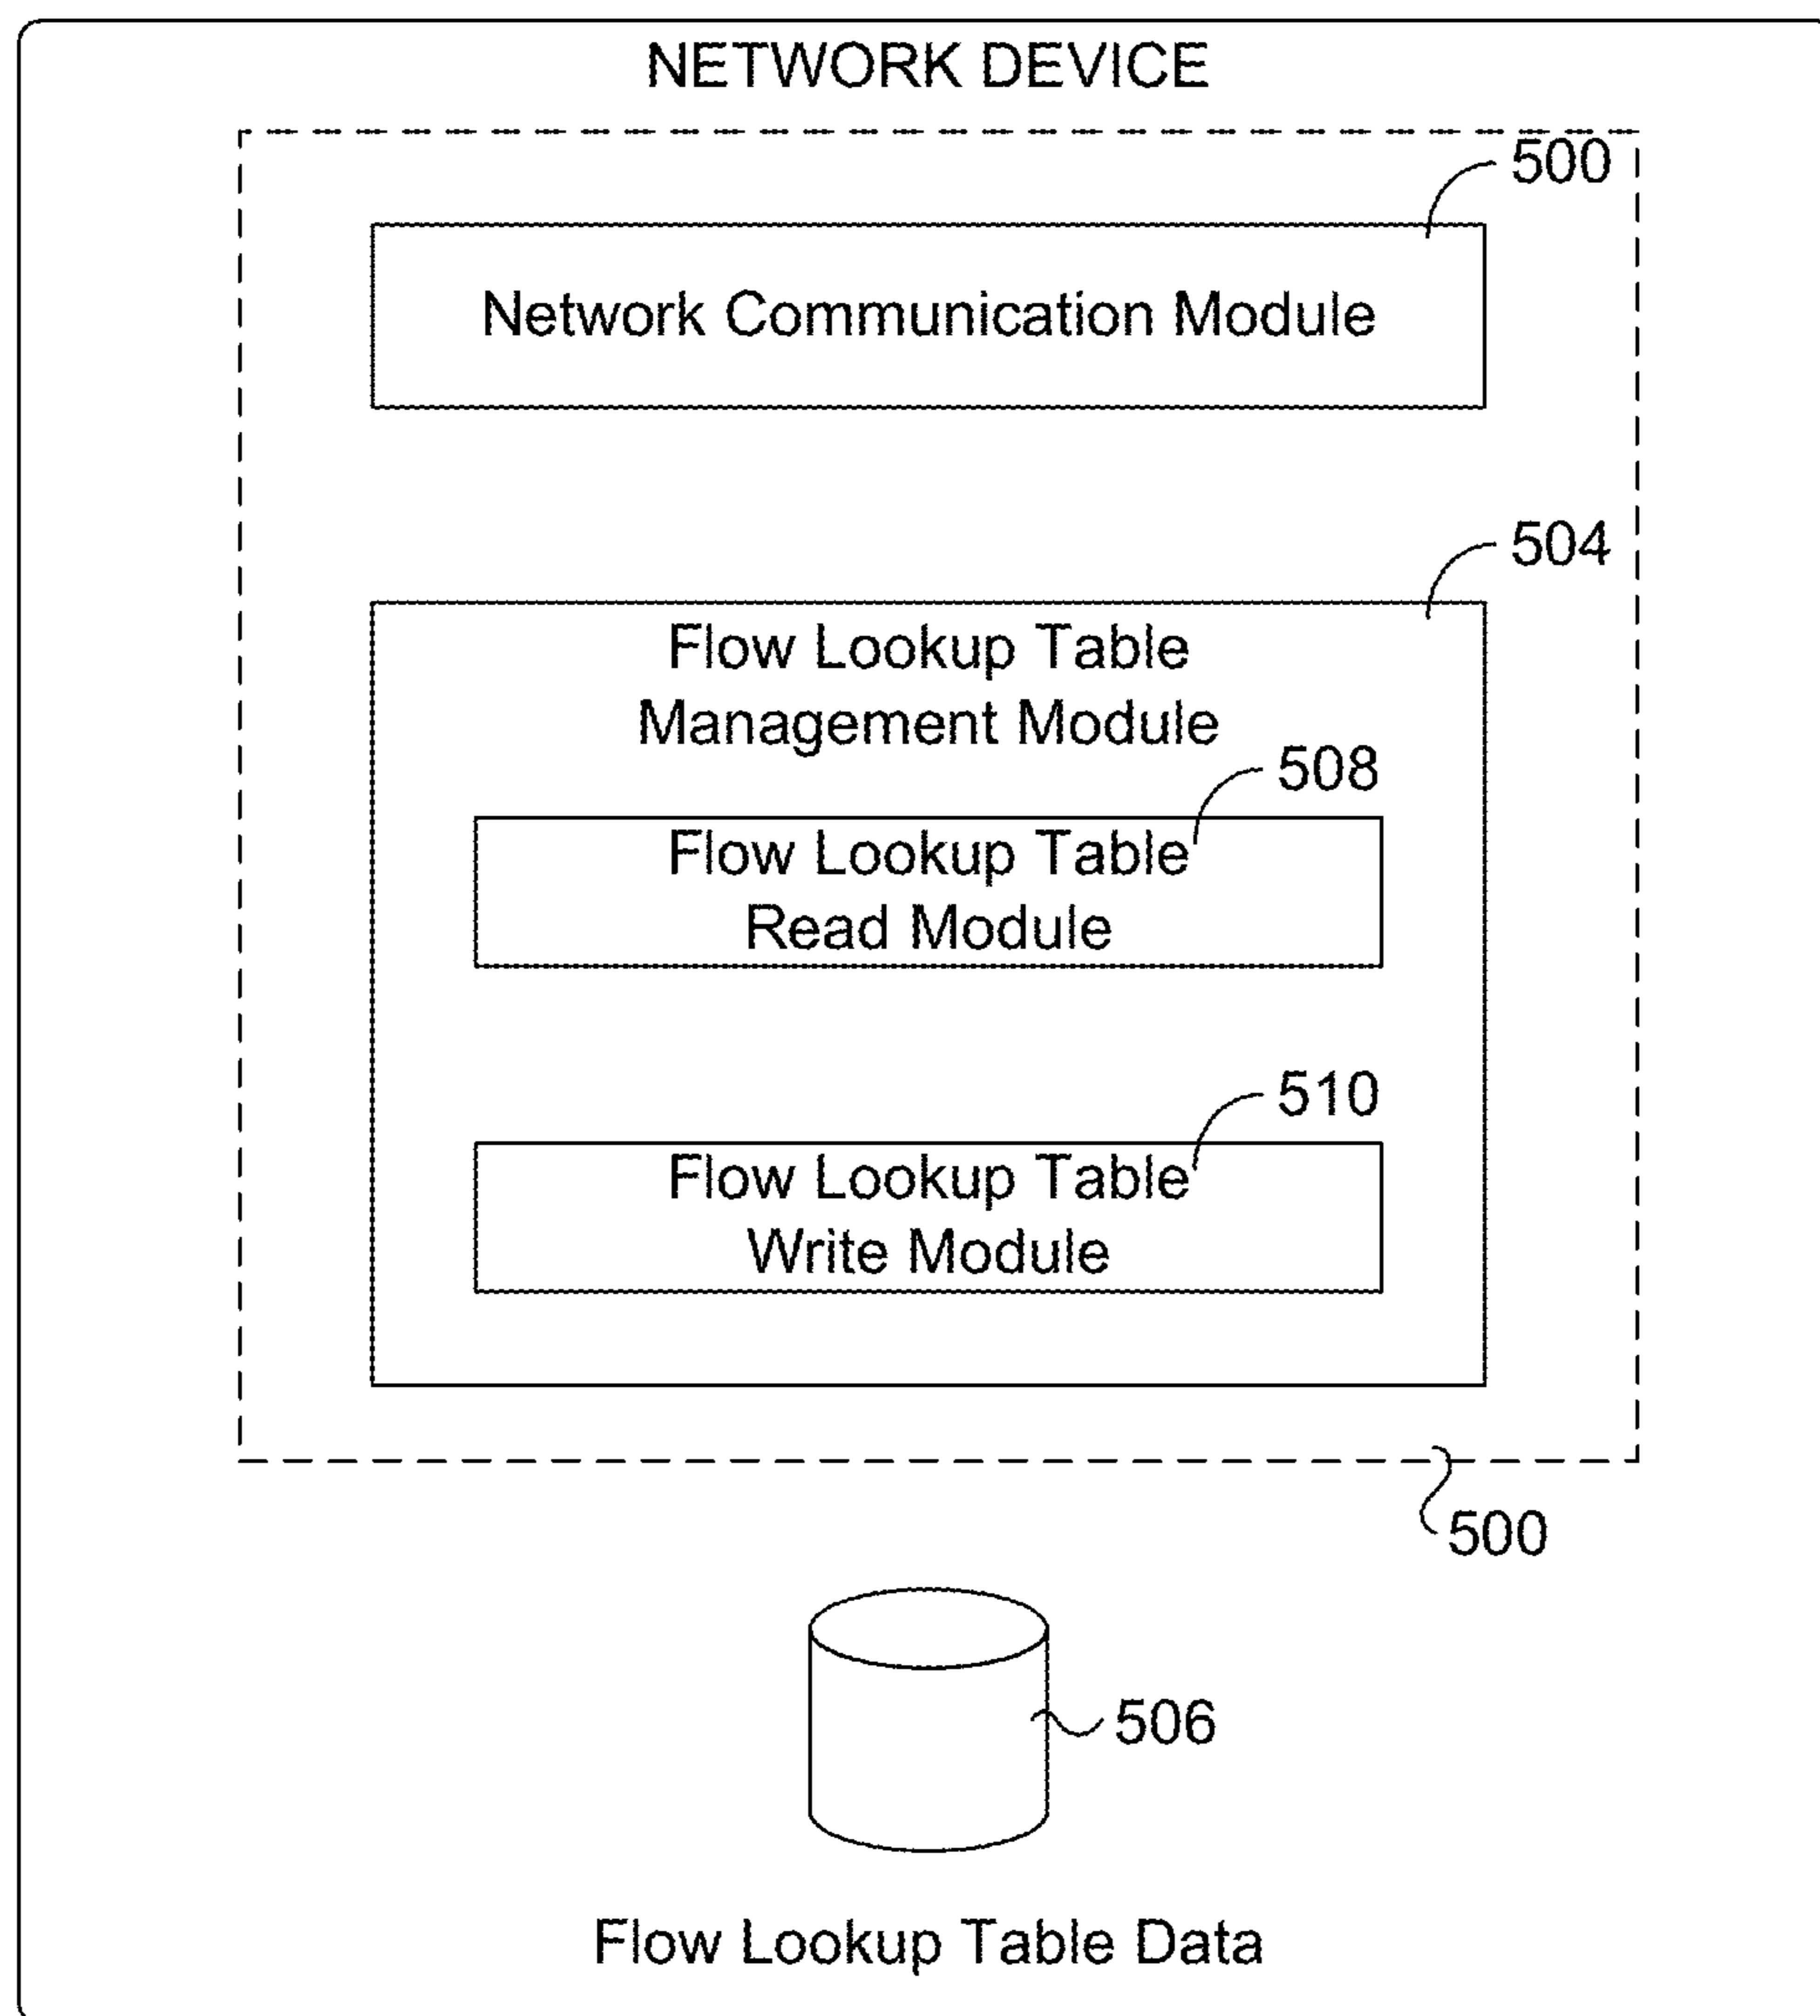 NETWORK DEVICE
500
Network Communication Module
504
Flow Lookup Table
Management Module
508
Flow Lookup Table
Read Module
510
Flow Lookup Table
Write Module
500
506
Flow Lookup Table Data